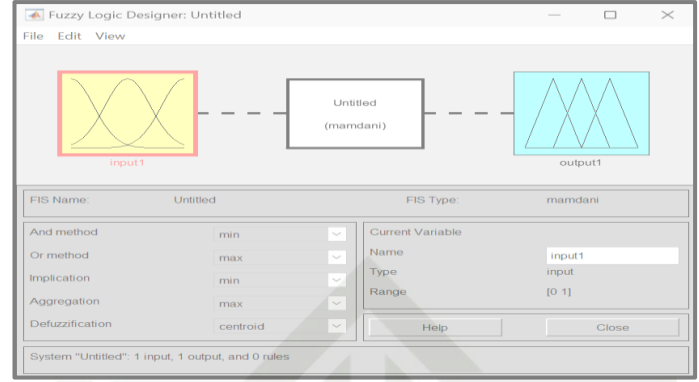 Fuzzy Logic Designer: Untitled
File Edit View
Untitled
(mamdani)
input1
output1
FIS Name: Untitled FIS Type: mamdani
And method min
Or method max
Implication min
Aggregation max
Defuzzification centroid
Current Variable
Name input1
Type input
Range [0 1]
Help Close
System "Untitled": 1 input, 1 output, and 0 rules